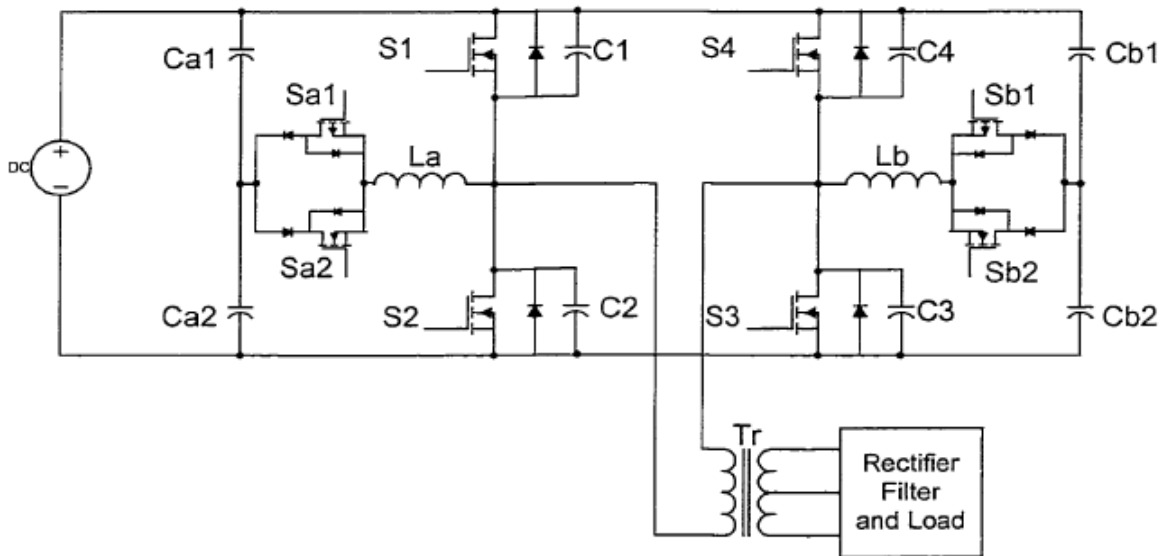 S1
C1
S4
C4
Ca1
Cb1
Sa1
Sb1
DC
+
−
La
Lb
Sa2
Sb2
Ca2
S2
C2
S3
C3
Cb2
Tr
Rectifier
Filter
and Load